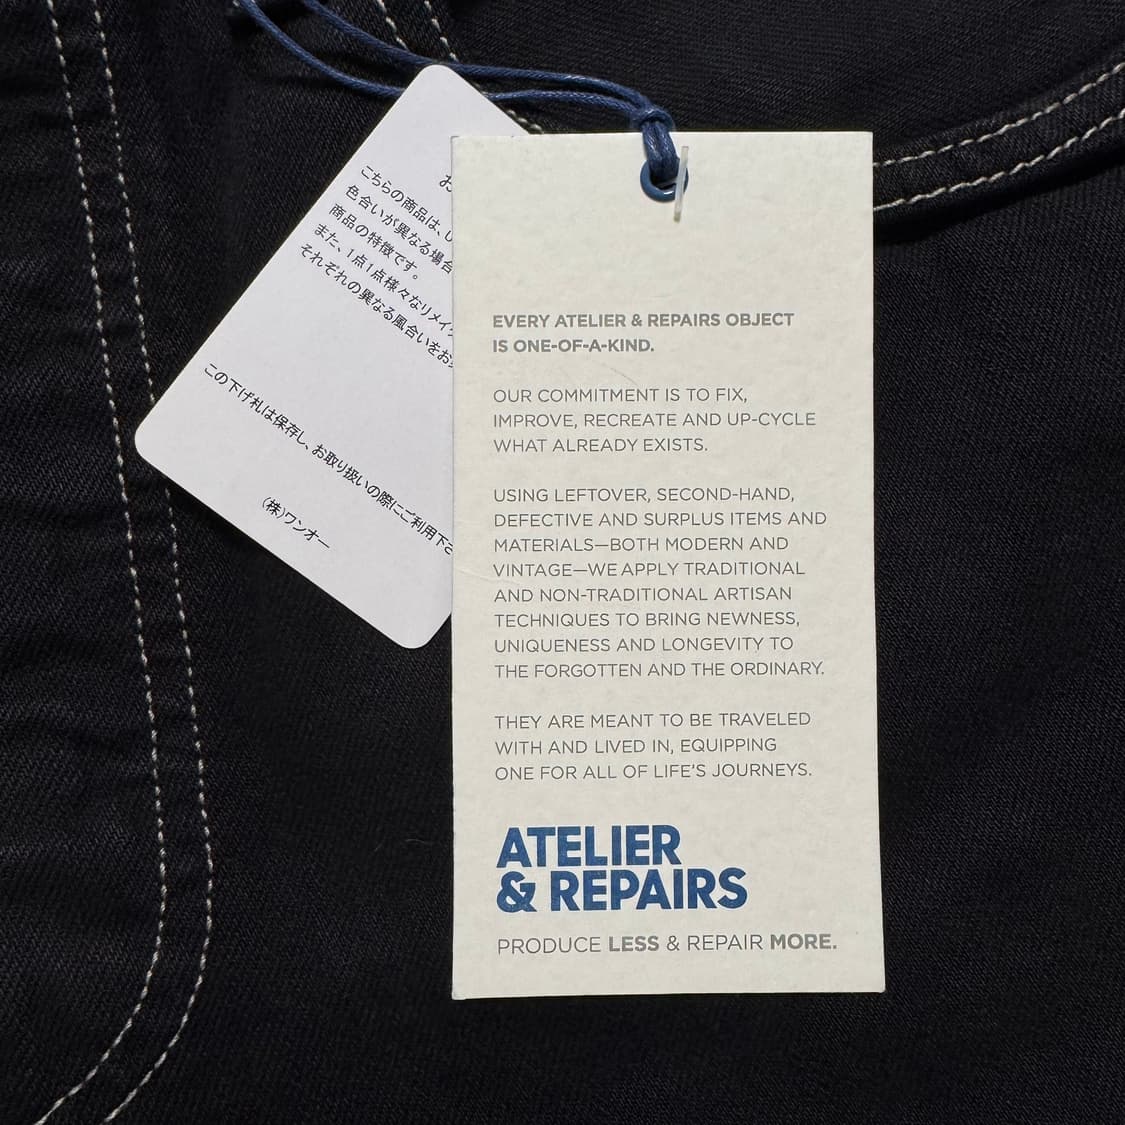 お
こちらの商品は、
色合いが異なる場合
商品の特徴です。
また、1点1点様々なリメイ
それぞれの異なる風合いをお
この下げ札は保存し、お取り扱いの際にご利用下さ
(株)ワンオー
EVERY ATELIER & REPAIRS OBJECT
IS ONE-OF-A-KIND.
OUR COMMITMENT IS TO FIX,
IMPROVE, RECREATE AND UP-CYCLE
WHAT ALREADY EXISTS.
USING LEFTOVER, SECOND-HAND,
DEFECTIVE AND SURPLUS ITEMS AND
MATERIALS—BOTH MODERN AND
VINTAGE—WE APPLY TRADITIONAL
AND NON-TRADITIONAL ARTISAN
TECHNIQUES TO BRING NEWNESS,
UNIQUENESS AND LONGEVITY TO
THE FORGOTTEN AND THE ORDINARY.
THEY ARE MEANT TO BE TRAVELED
WITH AND LIVED IN, EQUIPPING
ONE FOR ALL OF LIFE'S JOURNEYS.
ATELIER
& REPAIRS
PRODUCE LESS & REPAIR MORE.